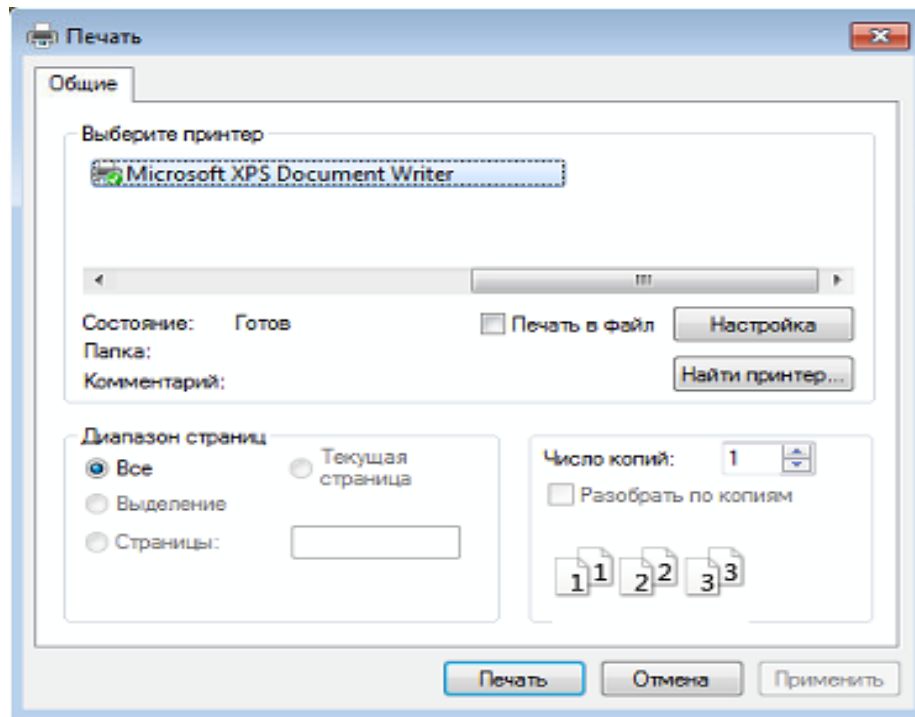 Печать
Общие
Выберите принтер
Microsoft XPS Document Writer
Состояние: Готов
Печать в файл
Настройка
Папка:
Комментарий:
Найти принтер...
Диапазон страниц
Все
Текущая
страница
Выделение
Страницы:
Число копий: 1
Разобрать по копиям
1 1 2 2 3 3
Печать
Отмена
Применить